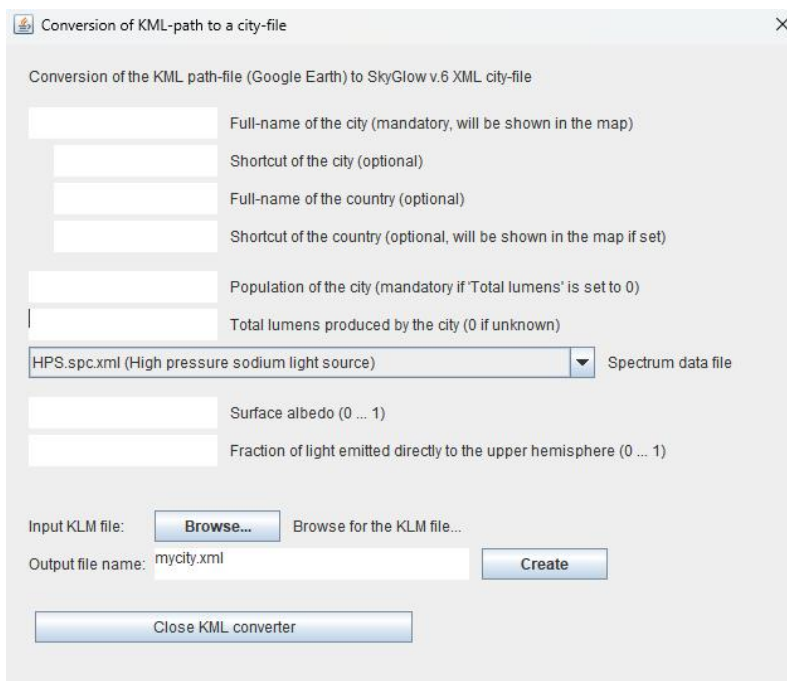 Conversion of KML-path to a city-file
Conversion of the KML path-file (Google Earth) to SkyGlow v.6 XML city-file
Full-name of the city (mandatory, will be shown in the map)
Shortcut of the city (optional)
Full-name of the country (optional)
Shortcut of the country (optional, will be shown in the map if set)
Population of the city (mandatory if 'Total lumens' is set to 0)
Total lumens produced by the city (0 if unknown)
HPS.spc.xml (High pressure sodium light source) Spectrum data file
Surface albedo (0 ... 1)
Fraction of light emitted directly to the upper hemisphere (0 ... 1)
Input KLM file: Browse... Browse for the KLM file...
Output file name: mycity.xml Create
Close KML converter